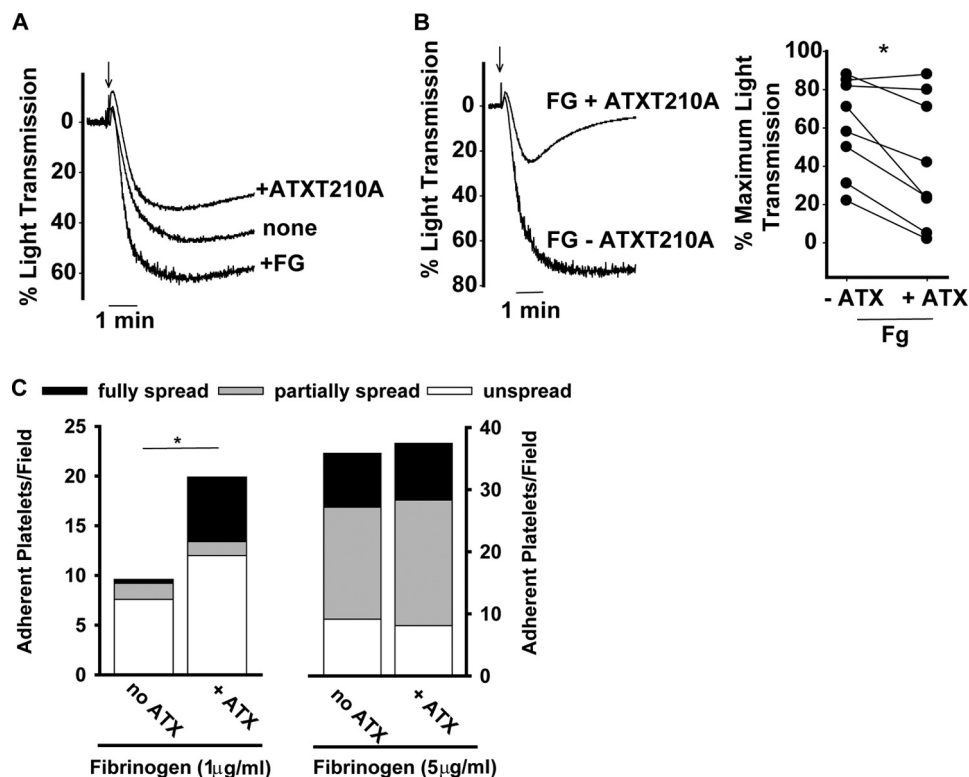 A
% Light Transmission
0
20
40
60
+ATXT210A
none
+FG
1 min
B
% Light Transmission
0
20
40
60
80
FG + ATXT210A
FG - ATXT210A
1 min
% Maximum Light
Transmission
100
80
60
40
20
0
*
- ATX
+ ATX
Fg
C
fully spread
partially spread
unspread
Adherent Platelets/Field
25
20
15
10
5
0
*
no ATX
+ ATX
Fibrinogen (1μg/ml)
40
30
20
10
0
Adherent Platelets/Field
no ATX
+ ATX
Fibrinogen (5μg/ml)